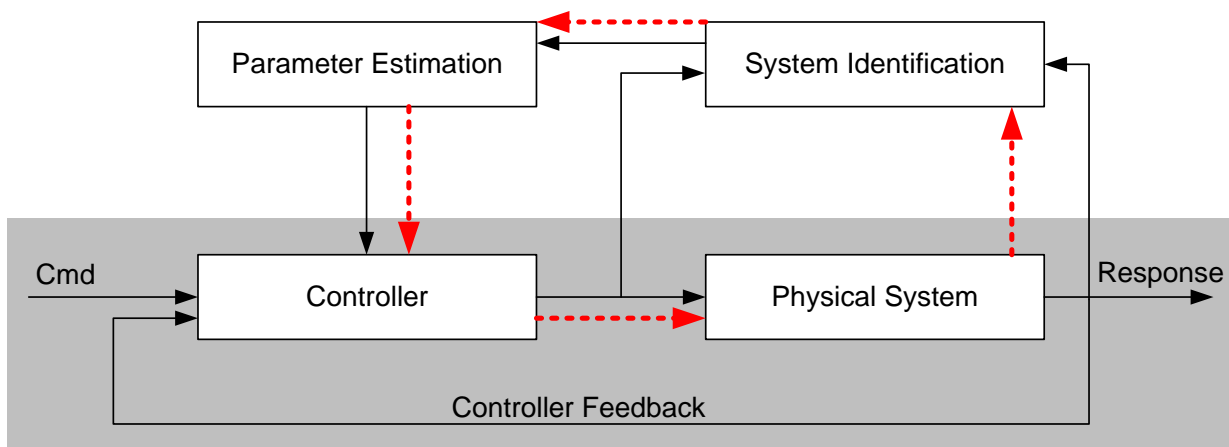 Parameter Estimation
System Identification
Cmd
Controller
Physical System
Response
Controller Feedback